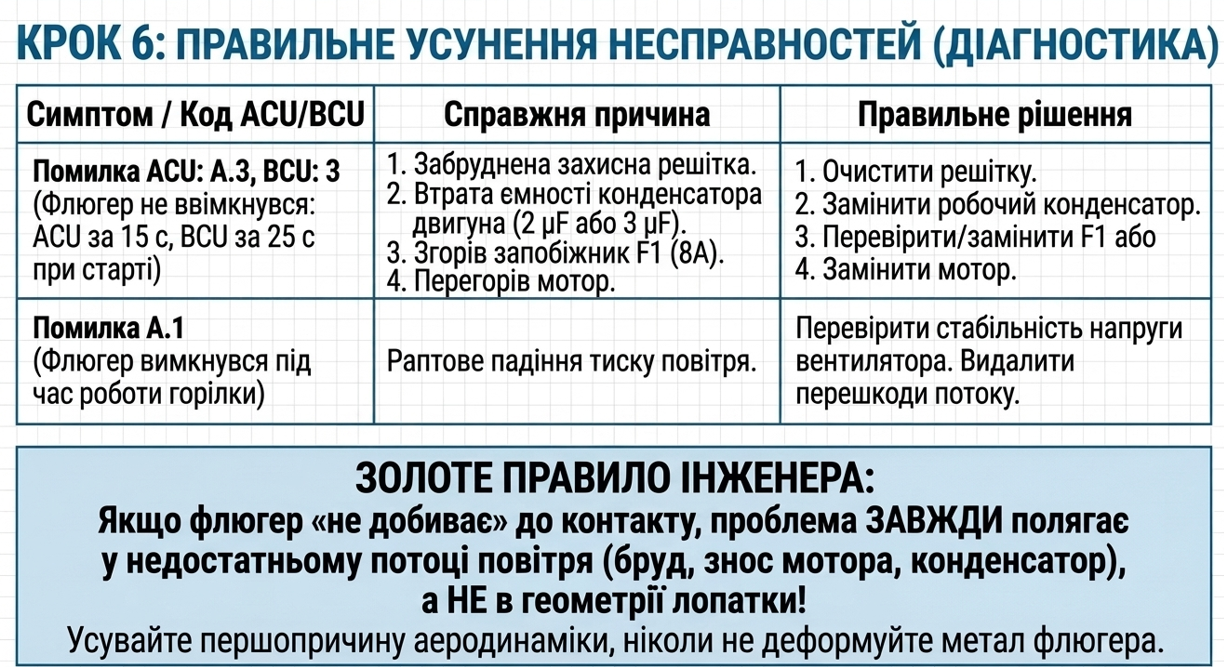 КРОК 6: ПРАВИЛЬНЕ УСУНЕННЯ НЕСПРАВНОСТЕЙ (ДІАГНОСТИКА)
Симптом / Код ACU/BCU
Справжня причина
Правильне рішення
Помилка ACU: A.3, BCU: 3
(Флюгер не ввімкнувся:
ACU за 15 с, BCU за 25 с
при старті)
1. Забруднена захисна решітка.
2. Втрата ємності конденсатора
двигуна (2 µF або 3 µF).
3. Згорів запобіжник F1 (8A).
4. Перегорів мотор.
1. Очистити решітку.
2. Замінити робочий конденсатор.
3. Перевірити/замінити F1 або
4. Замінити мотор.
Помилка A.1
(Флюгер вимкнувся під
час роботи горілки)
Раптове падіння тиску повітря.
Перевірити стабільність напруги
вентилятора. Видалити
перешкоди потоку.
ЗОЛОТЕ ПРАВИЛО ІНЖЕНЕРА:
Якщо флюгер «не добиває» до контакту, проблема ЗАВЖДИ полягає
у недостатньому потоці повітря (бруд, знос мотора, конденсатор),
а НЕ в геометрії лопатки!
Усувайте першопричину аеродинаміки, ніколи не деформуйте метал флюгера.